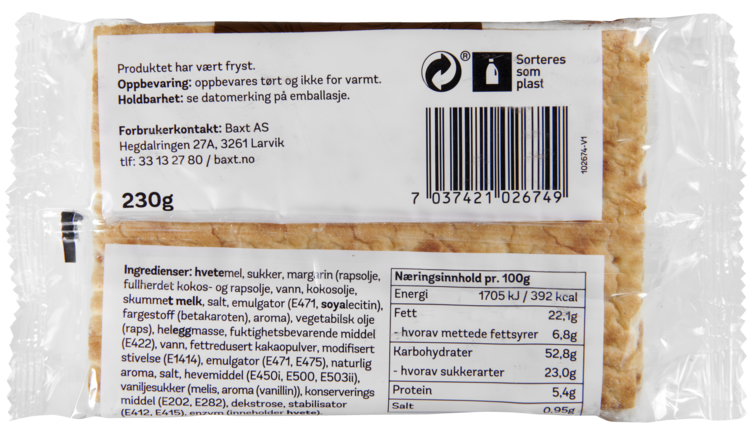 Produktet har vært fryst.
Oppbevaring: oppbevares tørt og ikke for varmt.
Holdbarhet: se datomerking på emballasje.
Forbrukerkontakt: Baxt AS
Hegdalringen 27A, 3261 Larvik
tlf: 33 13 27 80 / baxt.no
230g
®
Sorteres
som
plast
7 037421 026749
102674-V1
Ingredienser: hvetemel, sukker, margarin (rapsolje,
fullherdet kokos- og rapsolje, vann, kokosolje,
skummet melk, salt, emulgator (E471, soyalecitin),
fargestoff (betakaroten), aroma), vegetabilsk olje
(raps), heleggmasse, fuktighetsbevarende middel
(E422), vann, fettredusert kakaopulver, modifisert
stivelse (E1414), emulgator (E471, E475), naturlig
aroma, salt, hevemiddel (E450i, E500, E503ii),
vaniljesukker (melis, aroma (vanillin)), konserverings
middel (E202, E282), dekstrose, stabilisator
(E412, E415), enzym (inneholder hvete).
Næringsinnhold pr. 100g
Energi 1705 kJ / 392 kcal
Fett 22,1g
- hvorav mettede fettsyrer 6,8g
Karbohydrater 52,8g
- hvorav sukkerarter 23,0g
Protein 5,4g
Salt 0,95g